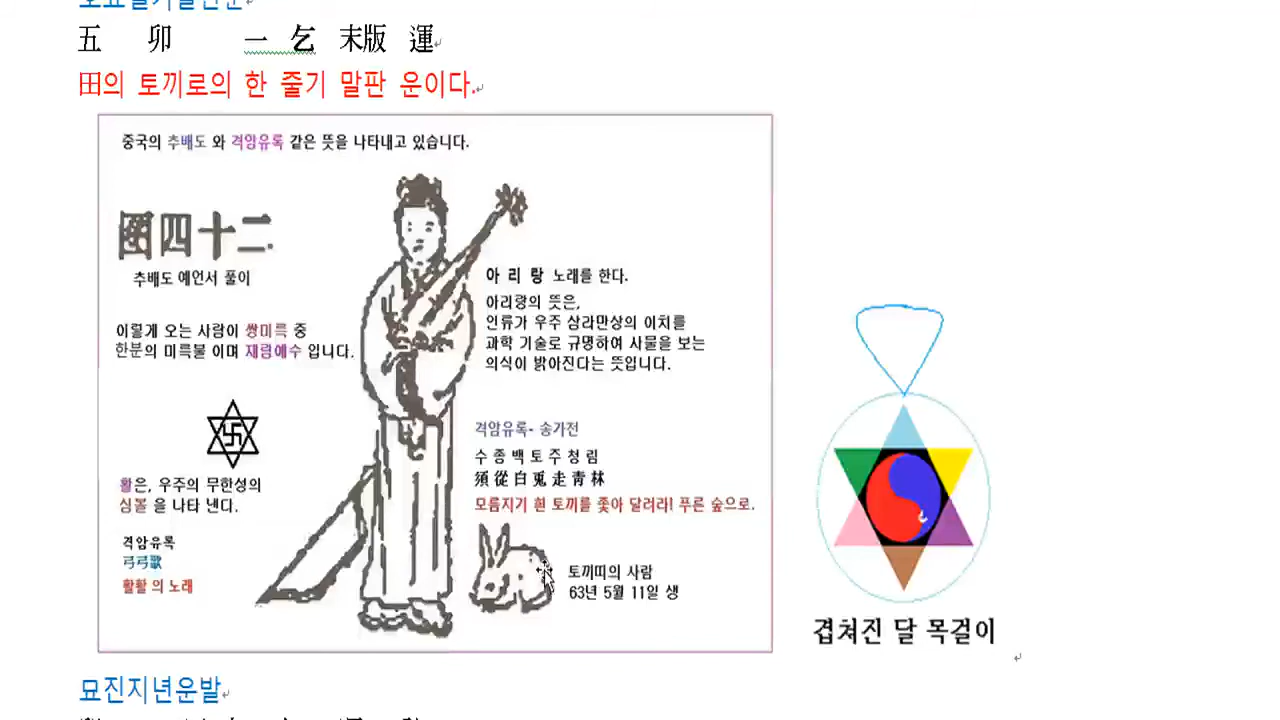 五 卯 一 乞 末版 運
田의 토끼로의 한 줄기 말판 운이다.
중국의 추배도 와 격암유록 같은 뜻을 나타내고 있습니다.
圖四十二
추배도 예언서 풀이
이렇게 오는 사람이 쌍미륵 중
한분의 미륵불 이며 재림예수 입니다.
卐
활은, 우주의 무한성의
심볼 을 나타 낸다.
격암유록
弓弓歌
활활 의 노래
아 리 랑 노래를 한다.
아리랑의 뜻은,
인류가 우주 삼라만상의 이치를
과학 기술로 규명하여 사물을 보는
의식이 밝아진다는 뜻입니다.
격암유록- 송가전
수 종 백 토 주 청 림
須 從 白 兎 走 靑 林
모름지기 흰 토끼를 좇아 달려라! 푸른 숲으로.
토끼띠의 사람
63년 5월 11일 생
겹쳐진 달 목걸이
묘진지년운발